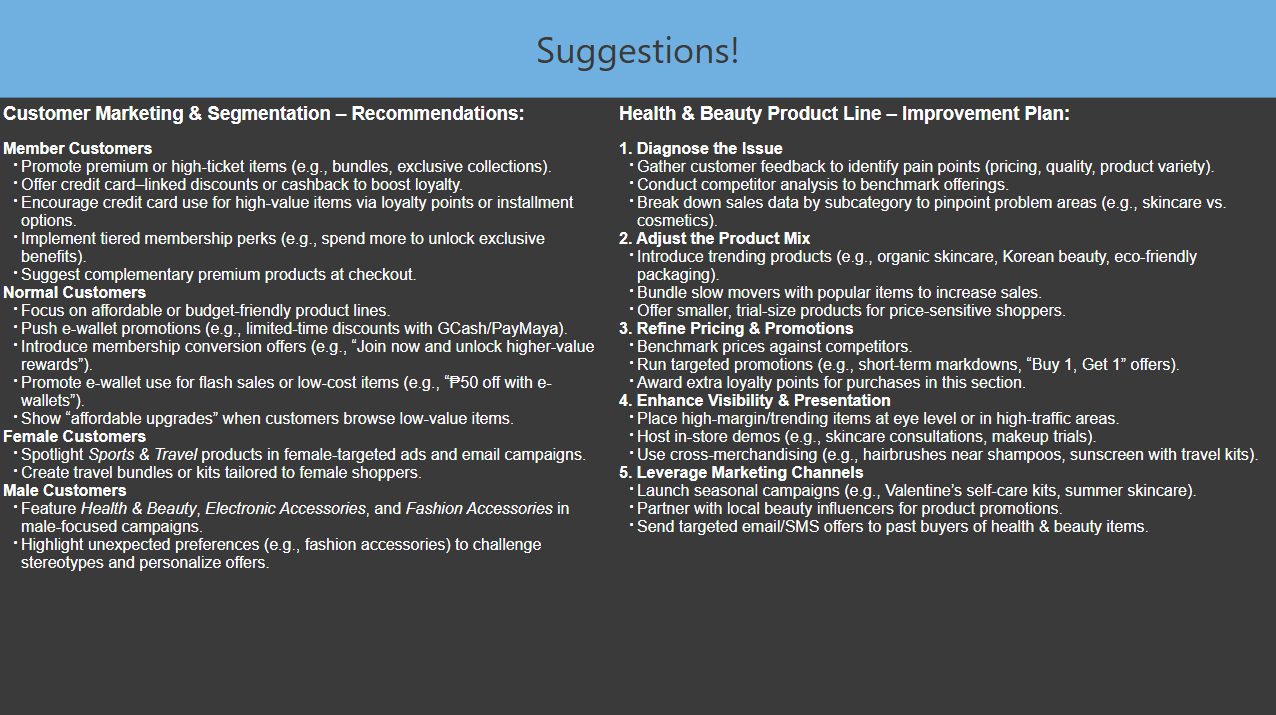 Suggestions!
Customer Marketing & Segmentation – Recommendations:
Member Customers
• Promote premium or high-ticket items (e.g., bundles, exclusive collections).
• Offer credit card–linked discounts or cashback to boost loyalty.
• Encourage credit card use for high-value items via loyalty points or installment
options.
• Implement tiered membership perks (e.g., spend more to unlock exclusive
benefits).
• Suggest complementary premium products at checkout.
Normal Customers
• Focus on affordable or budget-friendly product lines.
• Push e-wallet promotions (e.g., limited-time discounts with GCash/PayMaya).
• Introduce membership conversion offers (e.g., “Join now and unlock higher-value
rewards”).
• Promote e-wallet use for flash sales or low-cost items (e.g., “₱50 off with e-
wallets”).
• Show “affordable upgrades” when customers browse low-value items.
Female Customers
• Spotlight Sports & Travel products in female-targeted ads and email campaigns.
• Create travel bundles or kits tailored to female shoppers.
Male Customers
• Feature Health & Beauty, Electronic Accessories, and Fashion Accessories in
male-focused campaigns.
• Highlight unexpected preferences (e.g., fashion accessories) to challenge
stereotypes and personalize offers.
Health & Beauty Product Line – Improvement Plan:
1. Diagnose the Issue
• Gather customer feedback to identify pain points (pricing, quality, product variety).
• Conduct competitor analysis to benchmark offerings.
• Break down sales data by subcategory to pinpoint problem areas (e.g., skincare vs.
cosmetics).
2. Adjust the Product Mix
• Introduce trending products (e.g., organic skincare, Korean beauty, eco-friendly
packaging).
• Bundle slow movers with popular items to increase sales.
• Offer smaller, trial-size products for price-sensitive shoppers.
3. Refine Pricing & Promotions
• Benchmark prices against competitors.
• Run targeted promotions (e.g., short-term markdowns, “Buy 1, Get 1” offers).
• Award extra loyalty points for purchases in this section.
4. Enhance Visibility & Presentation
• Place high-margin/trending items at eye level or in high-traffic areas.
• Host in-store demos (e.g., skincare consultations, makeup trials).
• Use cross-merchandising (e.g., hairbrushes near shampoos, sunscreen with travel kits).
5. Leverage Marketing Channels
• Launch seasonal campaigns (e.g., Valentine’s self-care kits, summer skincare).
• Partner with local beauty influencers for product promotions.
• Send targeted email/SMS offers to past buyers of health & beauty items.